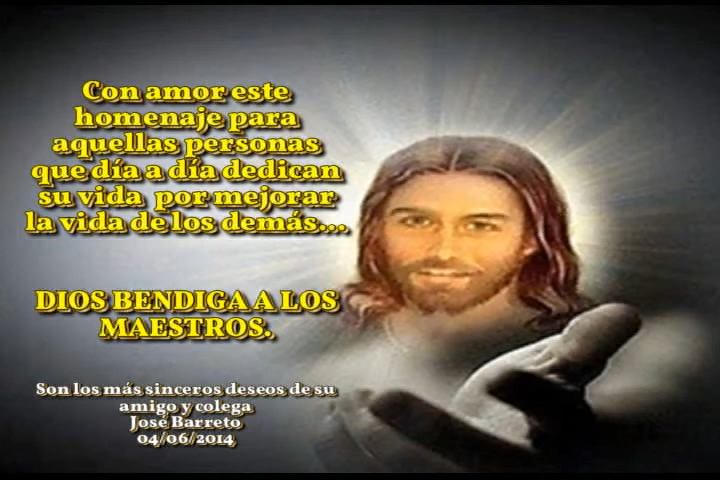 Con amor este
homenaje para
aquellas personas
que día a día dedican
su vida por mejorar
la vida de los demás...
DIOS BENDIGA A LOS
MAESTROS.
Son los más sinceros deseos de su
amigo y colega
José Barreto
04/06/2014